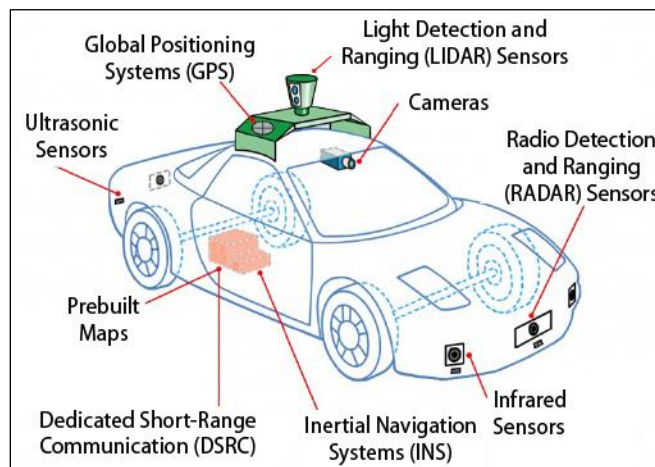 Light Detection and
Ranging (LIDAR) Sensors
Global Positioning
Systems (GPS)
Cameras
Ultrasonic
Sensors
Radio Detection
and Ranging
(RADAR) Sensors
Prebuilt
Maps
Infrared
Sensors
Dedicated Short-Range
Communication (DSRC)
Inertial Navigation
Systems (INS)